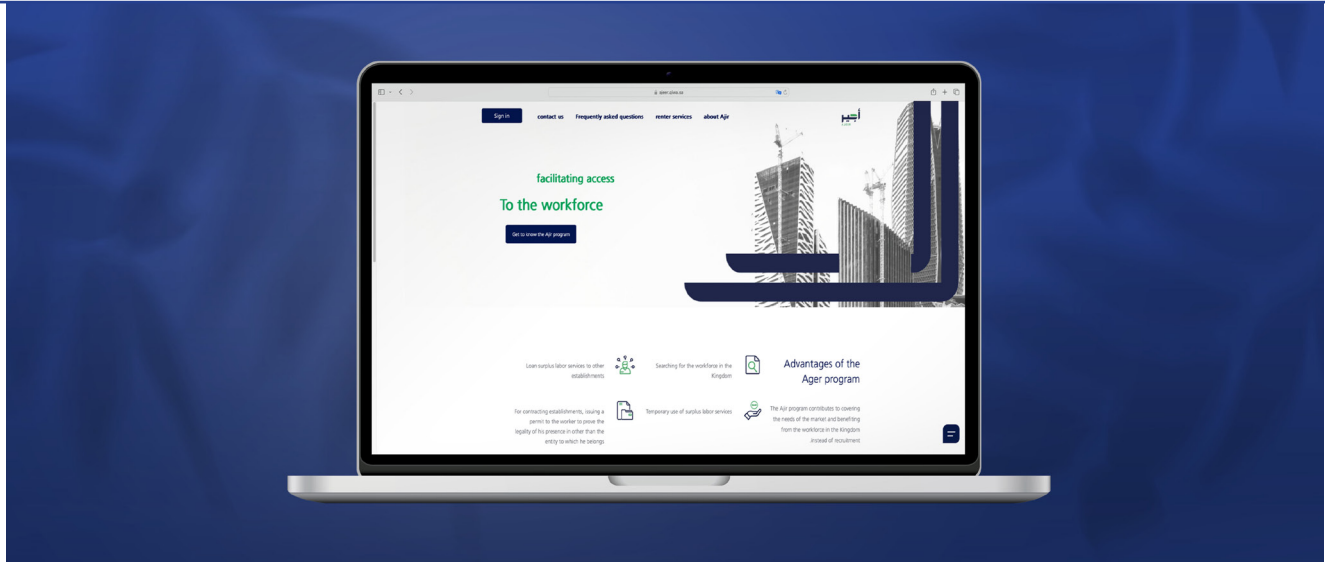 Sign in
contact us
Frequently asked questions
renter services
about Ajir
أجير
facilitating access
To the workforce
Get to know the Ajir program
Advantages of the
Ager program
The Ajir program contributes to covering
the needs of the market and benefiting
from the workforce in the Kingdom
instead of recruitment
Searching for the workforce in the
Kingdom
Loan surplus labor services to other
establishments
Temporary use of surplus labor services
For contracting establishments, issuing a
permit to the worker to prove the
legality of his presence in other than the
entity to which he belongs